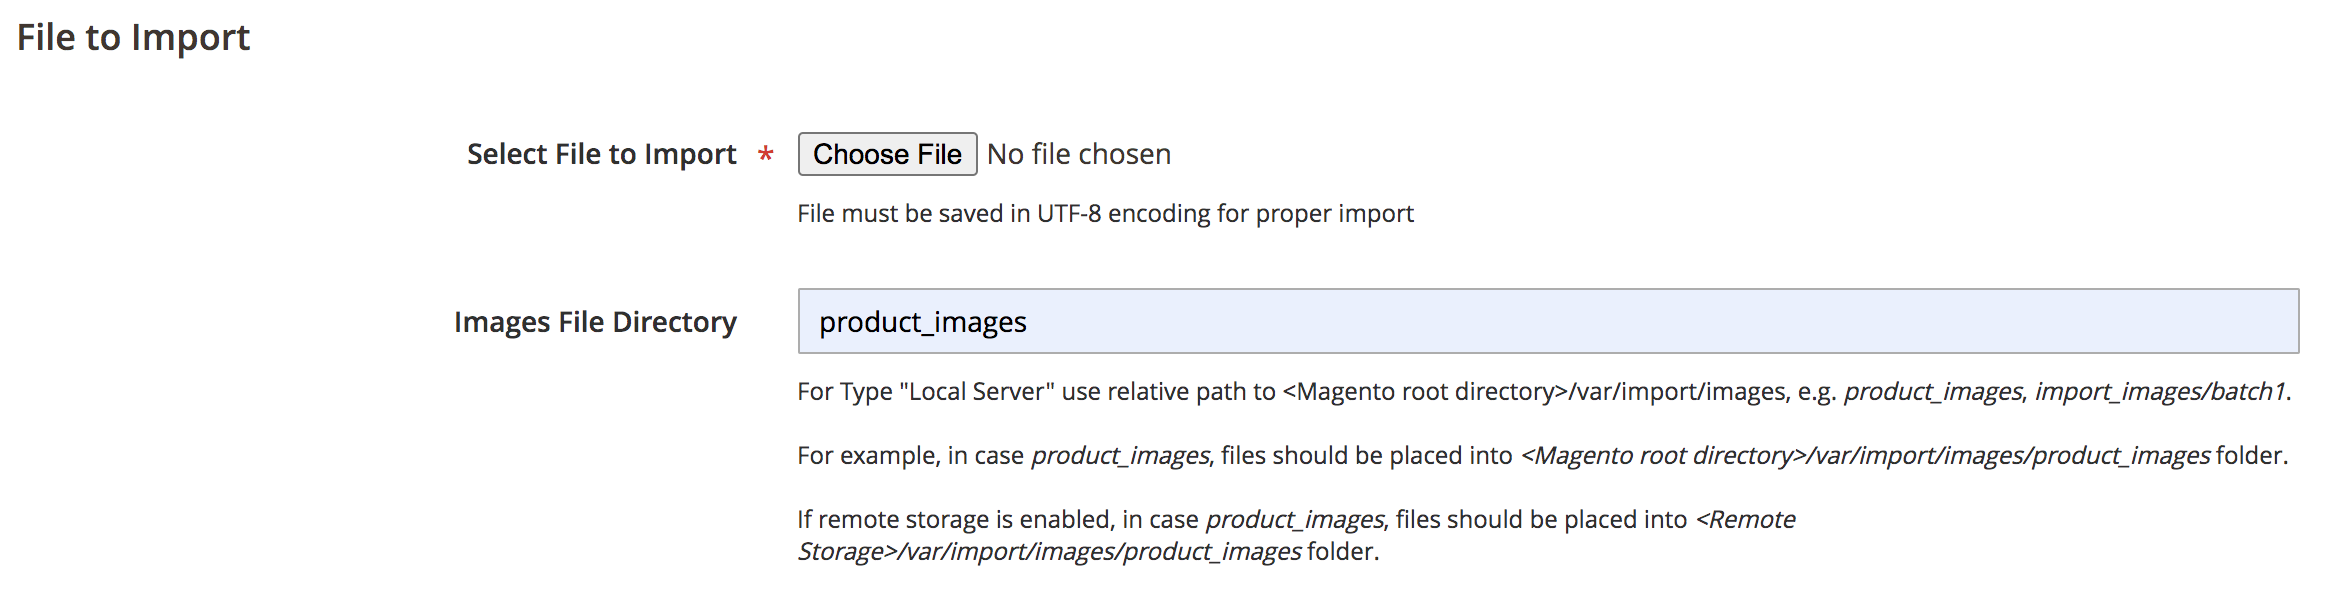 File to Import
Select File to Import * Choose File No file chosen
File must be saved in UTF-8 encoding for proper import
Images File Directory product_images
For Type "Local Server" use relative path to <Magento root directory>/var/import/images, e.g. product_images, import_images/batch1.
For example, in case product_images, files should be placed into <Magento root directory>/var/import/images/product_images folder.
If remote storage is enabled, in case product_images, files should be placed into <Remote
Storage>/var/import/images/product_images folder.